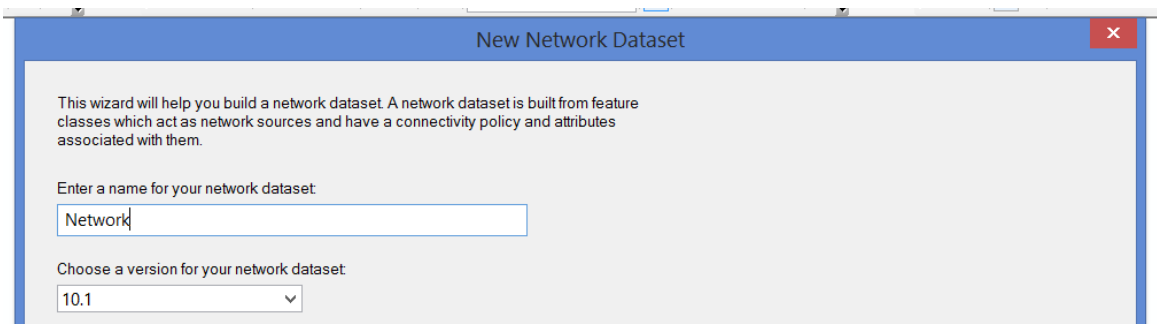 New Network Dataset
This wizard will help you build a network dataset. A network dataset is built from feature
classes which act as network sources and have a connectivity policy and attributes
associated with them.
Enter a name for your network dataset:
Network
Choose a version for your network dataset:
10.1